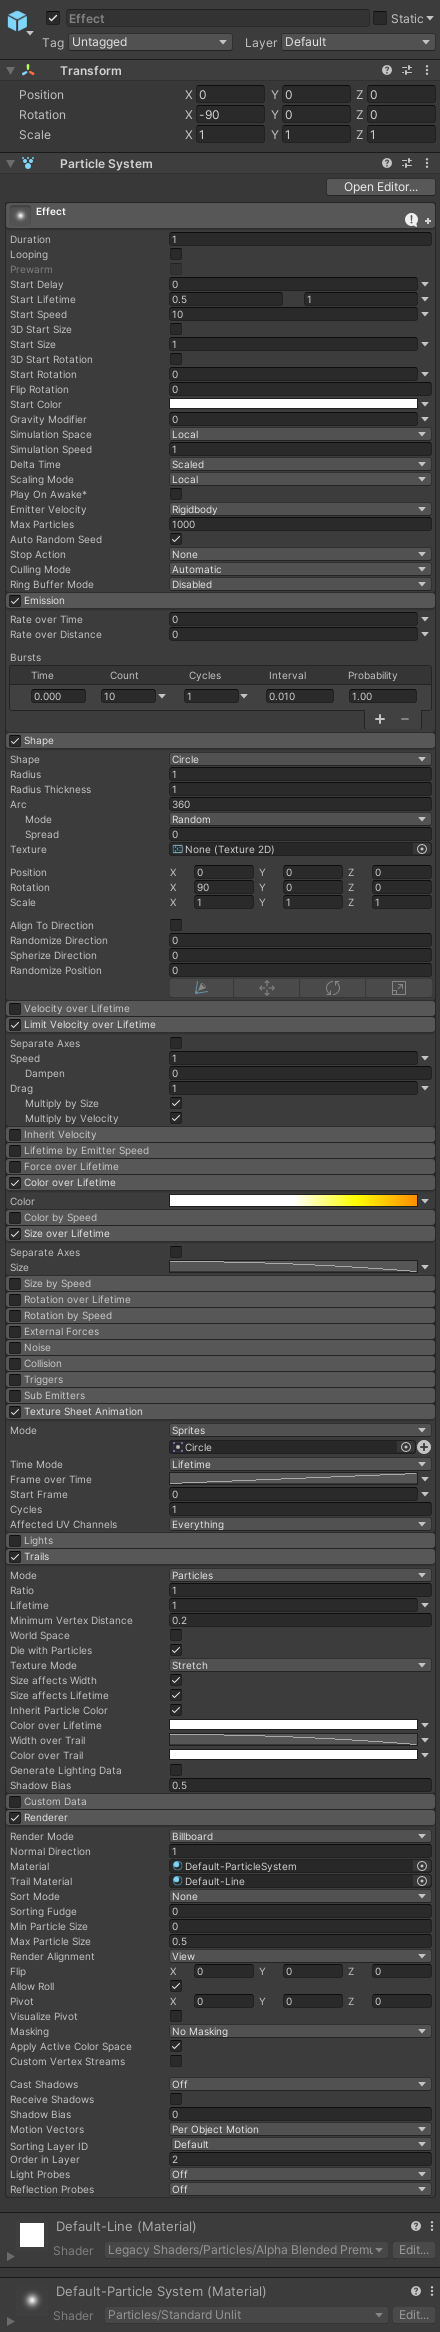 Effect Static
Tag Untagged Layer Default
Transform
Position X 0 Y 0 Z 0
Rotation X -90 Y 0 Z 0
Scale X 1 Y 1 Z 1
Particle System
Open Editor...
Effect
Duration 1
Looping
Prewarm
Start Delay 0
Start Lifetime 0.5 1
Start Speed 10
3D Start Size
Start Size 1
3D Start Rotation
Start Rotation 0
Flip Rotation 0
Start Color
Gravity Modifier 0
Simulation Space Local
Simulation Speed 1
Delta Time Scaled
Scaling Mode Local
Play On Awake*
Emitter Velocity Rigidbody
Max Particles 1000
Auto Random Seed
Stop Action None
Culling Mode Automatic
Ring Buffer Mode Disabled
Emission
Rate over Time 0
Rate over Distance 0
Bursts
Time Count Cycles Interval Probability
0.000 10 1 0.010 1.00
+ −
Shape
Shape Circle
Radius 1
Radius Thickness 1
Arc 360
Mode Random
Spread 0
Texture None (Texture 2D)
Position X 0 Y 0 Z 0
Rotation X 90 Y 0 Z 0
Scale X 1 Y 1 Z 1
Align To Direction
Randomize Direction 0
Spherize Direction 0
Randomize Position 0
Velocity over Lifetime
Limit Velocity over Lifetime
Separate Axes
Speed 1
Dampen 0
Drag 1
Multiply by Size
Multiply by Velocity
Inherit Velocity
Lifetime by Emitter Speed
Force over Lifetime
Color over Lifetime
Color
Color by Speed
Size over Lifetime
Separate Axes
Size
Size by Speed
Rotation over Lifetime
Rotation by Speed
External Forces
Noise
Collision
Triggers
Sub Emitters
Texture Sheet Animation
Mode Sprites
Circle
Time Mode Lifetime
Frame over Time
Start Frame 0
Cycles 1
Affected UV Channels Everything
Lights
Trails
Mode Particles
Ratio 1
Lifetime 1
Minimum Vertex Distance 0.2
World Space
Die with Particles
Texture Mode Stretch
Size affects Width
Size affects Lifetime
Inherit Particle Color
Color over Lifetime
Width over Trail
Color over Trail
Generate Lighting Data
Shadow Bias 0.5
Custom Data
Renderer
Render Mode Billboard
Normal Direction 1
Material Default-ParticleSystem
Trail Material Default-Line
Sort Mode None
Sorting Fudge 0
Min Particle Size 0
Max Particle Size 0.5
Render Alignment View
Flip X 0 Y 0 Z 0
Allow Roll
Pivot X 0 Y 0 Z 0
Visualize Pivot
Masking No Masking
Apply Active Color Space
Custom Vertex Streams
Cast Shadows Off
Receive Shadows
Shadow Bias 0
Motion Vectors Per Object Motion
Sorting Layer ID Default
Order in Layer 2
Light Probes Off
Reflection Probes Off
Default-Line (Material)
Shader Legacy Shaders/Particles/Alpha Blended Premu Edit...
Default-Particle System (Material)
Shader Particles/Standard Unlit Edit...